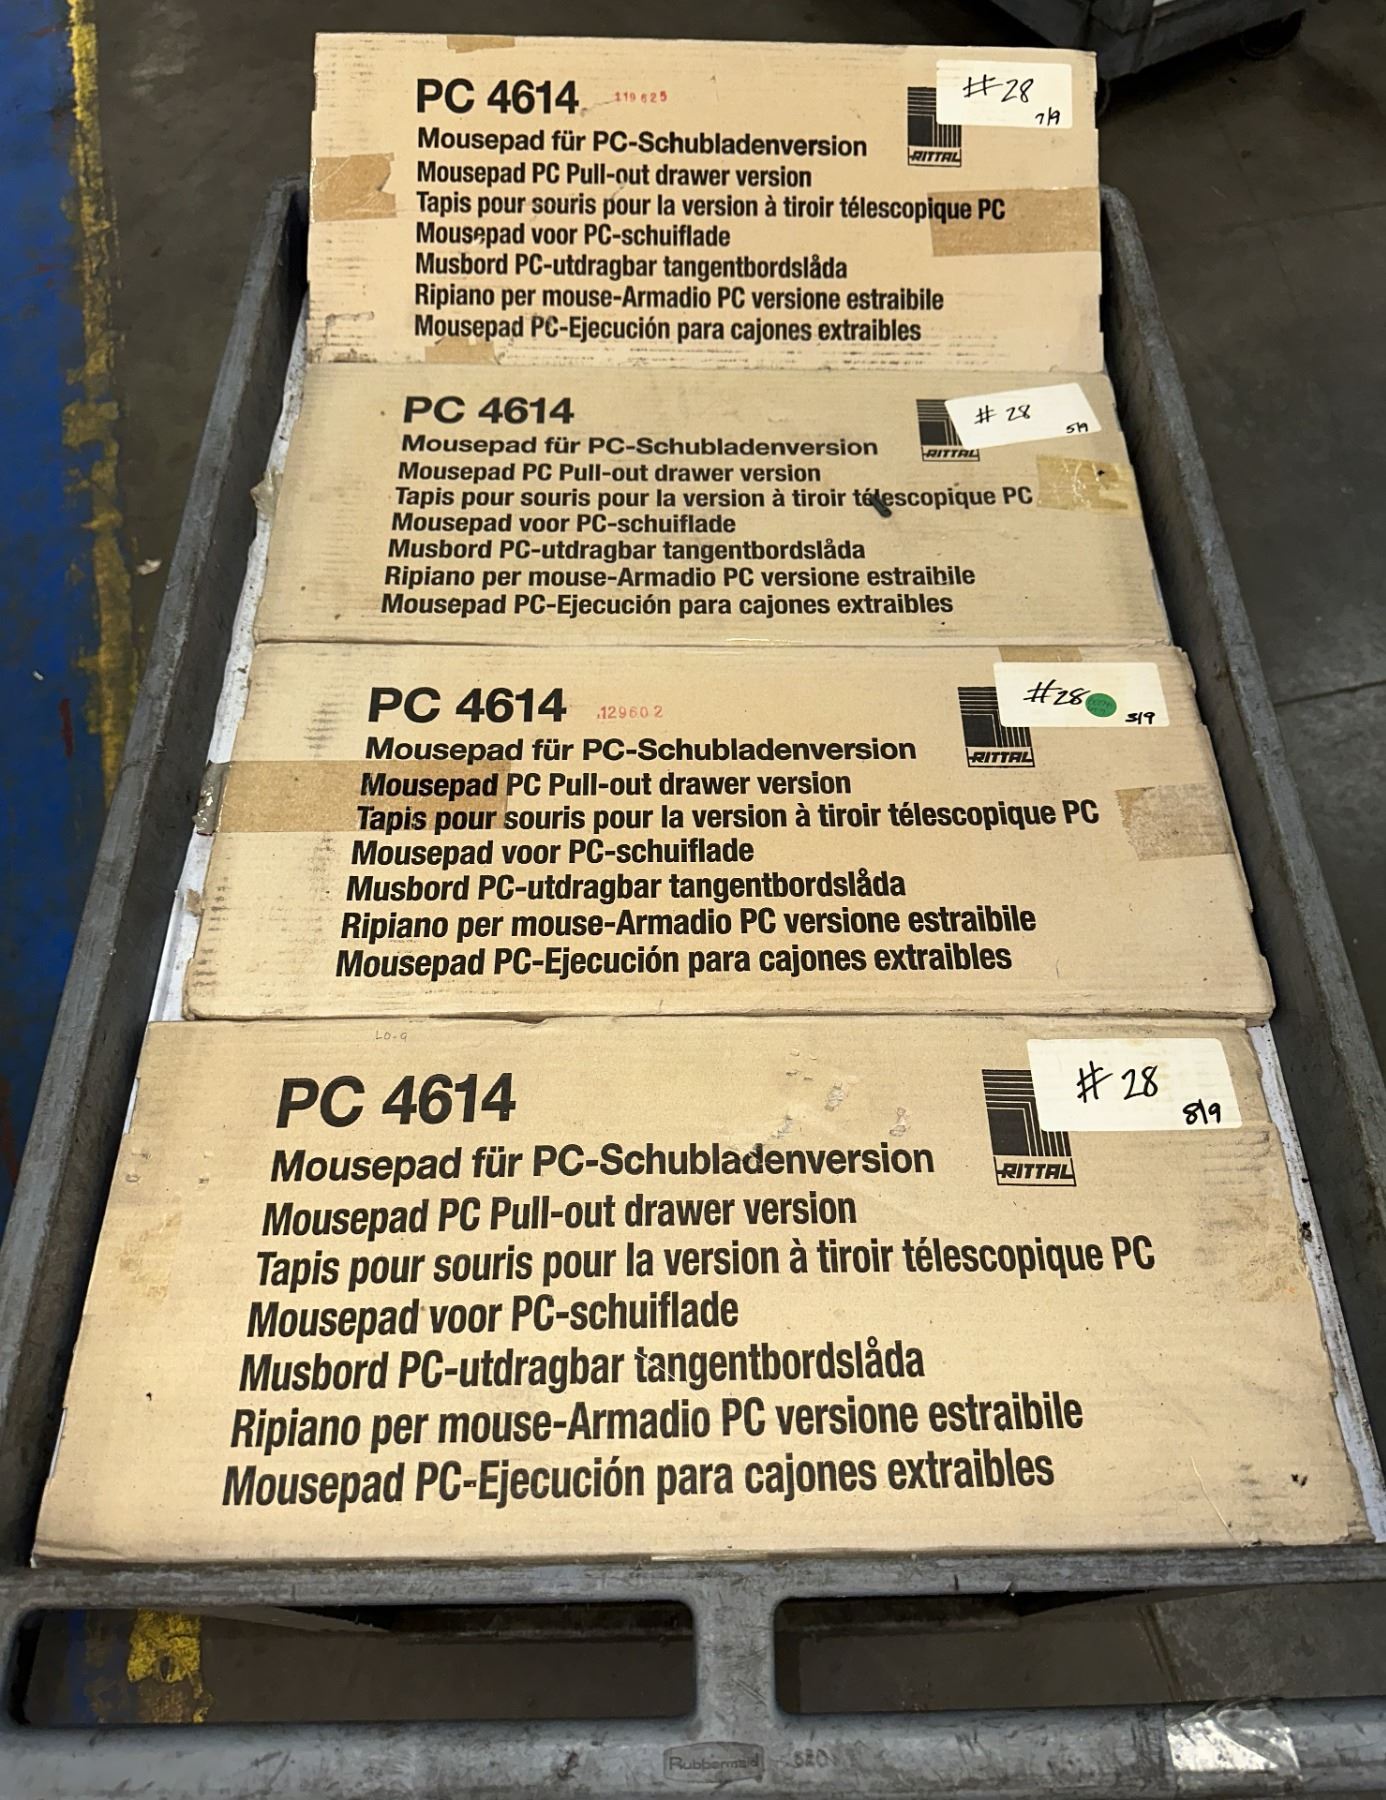 PC 4614 119 625
Mousepad für PC-Schubladenversion
Mousepad PC Pull-out drawer version
Tapis pour souris pour la version à tiroir télescopique PC
Mousepad voor PC-schuiflade
Musbord PC-utdragbar tangentbordslåda
Ripiano per mouse-Armadio PC versione estraibile
Mousepad PC-Ejecución para cajones extraibles
RITTAL
#28
7/9
PC 4614
Mousepad für PC-Schubladenversion
Mousepad PC Pull-out drawer version
Tapis pour souris pour la version à tiroir télescopique PC
Mousepad voor PC-schuiflade
Musbord PC-utdragbar tangentbordslåda
Ripiano per mouse-Armadio PC versione estraibile
Mousepad PC-Ejecución para cajones extraibles
RITTAL
# 28
5/9
PC 4614 129602
Mousepad für PC-Schubladenversion
Mousepad PC Pull-out drawer version
Tapis pour souris pour la version à tiroir télescopique PC
Mousepad voor PC-schuiflade
Musbord PC-utdragbar tangentbordslåda
Ripiano per mouse-Armadio PC versione estraibile
Mousepad PC-Ejecución para cajones extraibles
RITTAL
#28
3/9
LO-9
PC 4614
Mousepad für PC-Schubladenversion
Mousepad PC Pull-out drawer version
Tapis pour souris pour la version à tiroir télescopique PC
Mousepad voor PC-schuiflade
Musbord PC-utdragbar tangentbordslåda
Ripiano per mouse-Armadio PC versione estraibile
Mousepad PC-Ejecución para cajones extraibles
RITTAL
# 28
8/9
Rubbermaid